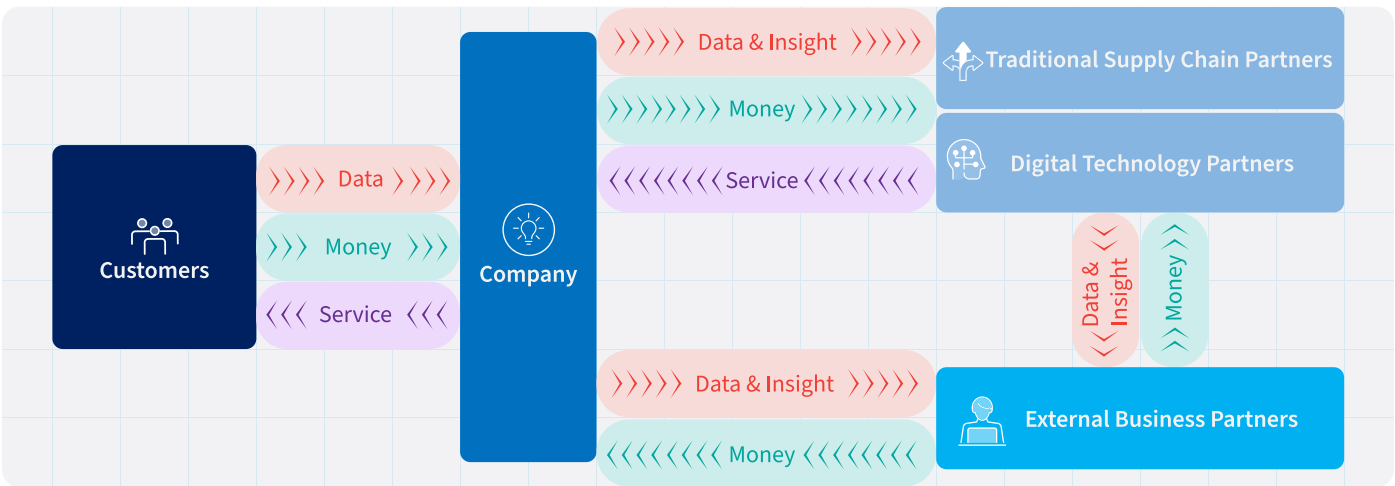 Data & Insight
Traditional Supply Chain Partners
Money
Digital Technology Partners
Service
Data
Money
Service
Customers
Company
Data &
Insight
Money
Data & Insight
External Business Partners
Money